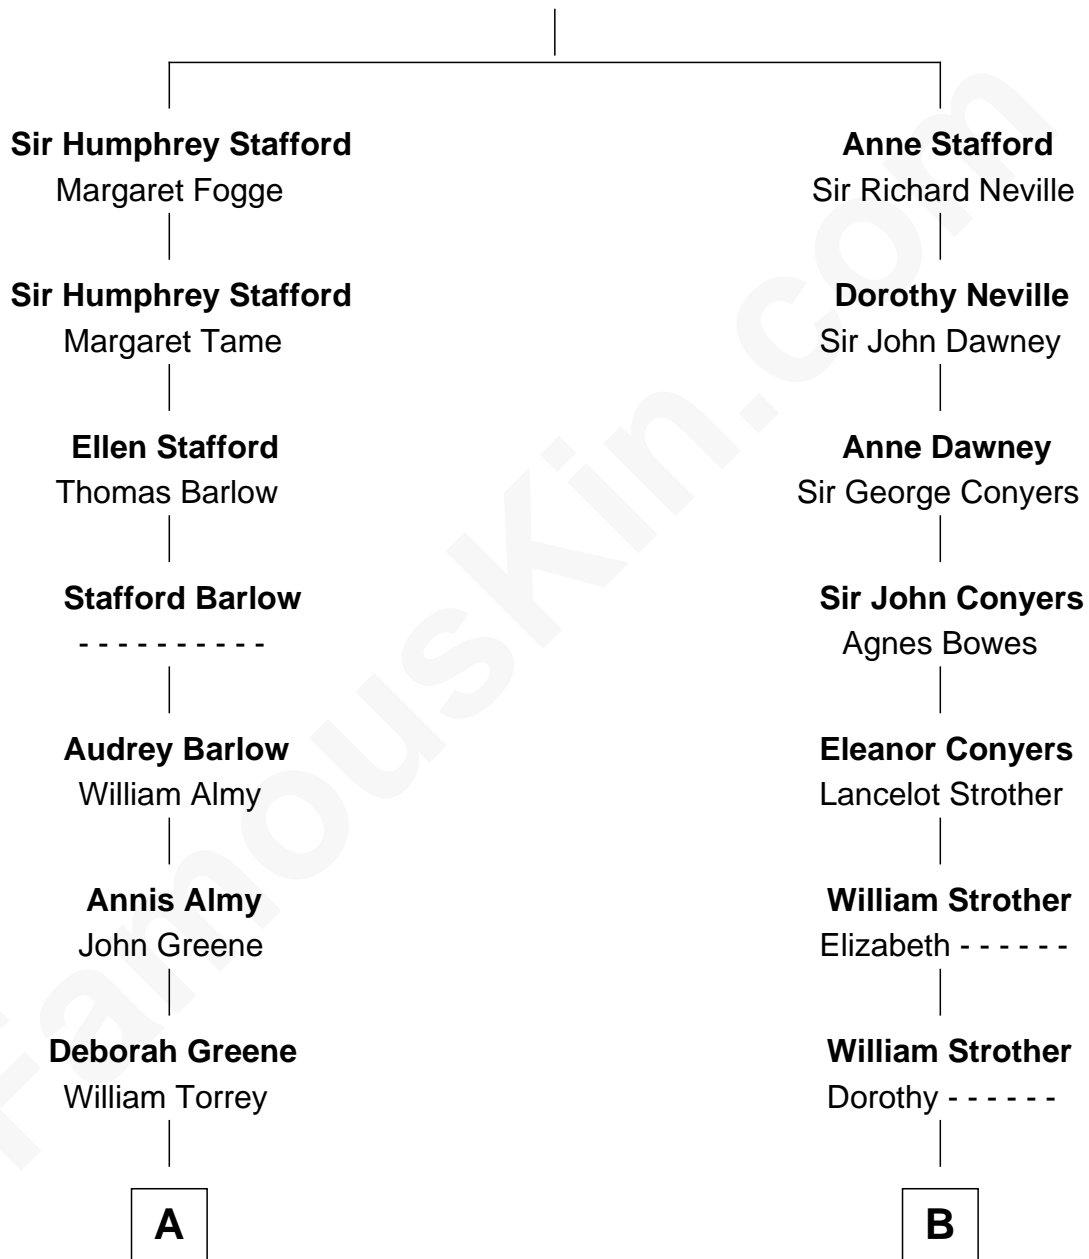 Sir Humphrey Stafford
Margaret Fogge
Sir Humphrey Stafford
Margaret Tame
Ellen Stafford
Thomas Barlow
Stafford Barlow
- - - - - - - - - -
Audrey Barlow
William Almy
Annis Almy
John Greene
Deborah Greene
William Torrey
A
Anne Stafford
Sir Richard Neville
Dorothy Neville
Sir John Dawney
Anne Dawney
Sir George Conyers
Sir John Conyers
Agnes Bowes
Eleanor Conyers
Lancelot Strother
William Strother
Elizabeth - - - - - -
William Strother
Dorothy - - - - - -
B
FamousKin.com